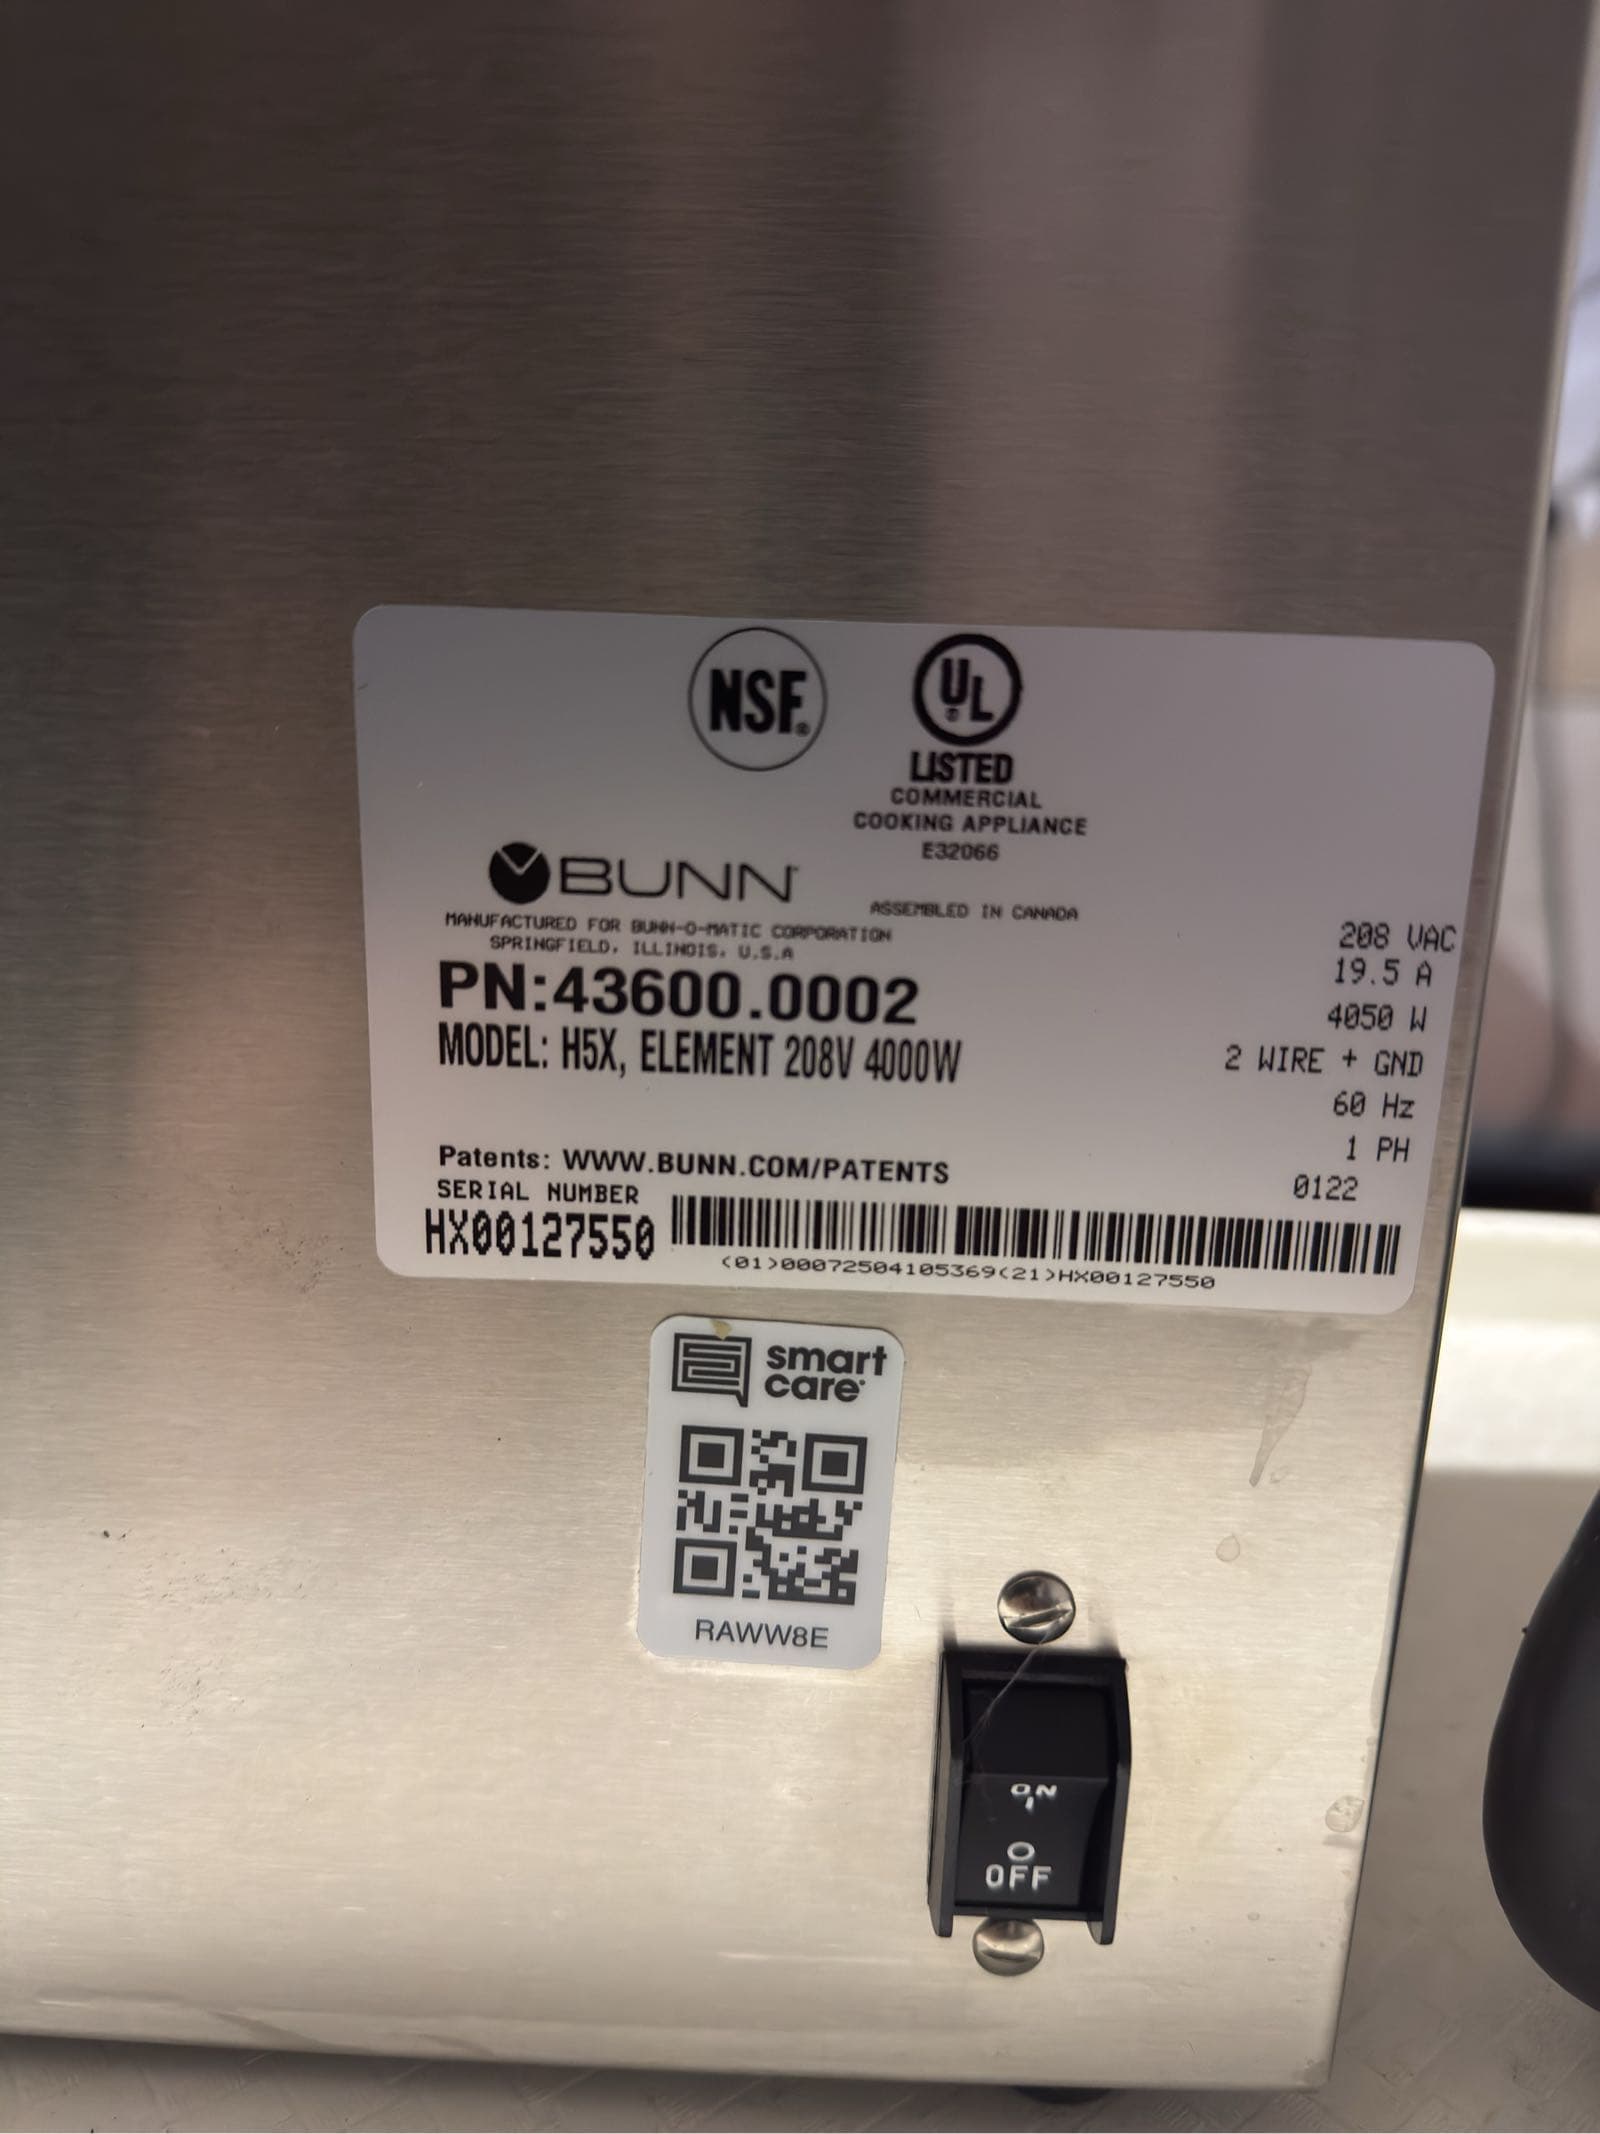 NSF®
UL®
LISTED
COMMERCIAL
COOKING APPLIANCE
E32066
BUNN
ASSEMBLED IN CANADA
MANUFACTURED FOR BUNN-O-MATIC CORPORATION
SPRINGFIELD, ILLINOIS, U.S.A
PN:43600.0002
MODEL: H5X, ELEMENT 208V 4000W
208 VAC
19.5 A
4050 W
2 WIRE + GND
60 Hz
1 PH
0122
Patents: WWW.BUNN.COM/PATENTS
SERIAL NUMBER
HX00127550
(01)00072504105369(21)HX00127550
smart
care
RAWW8E
ON
I
O
OFF